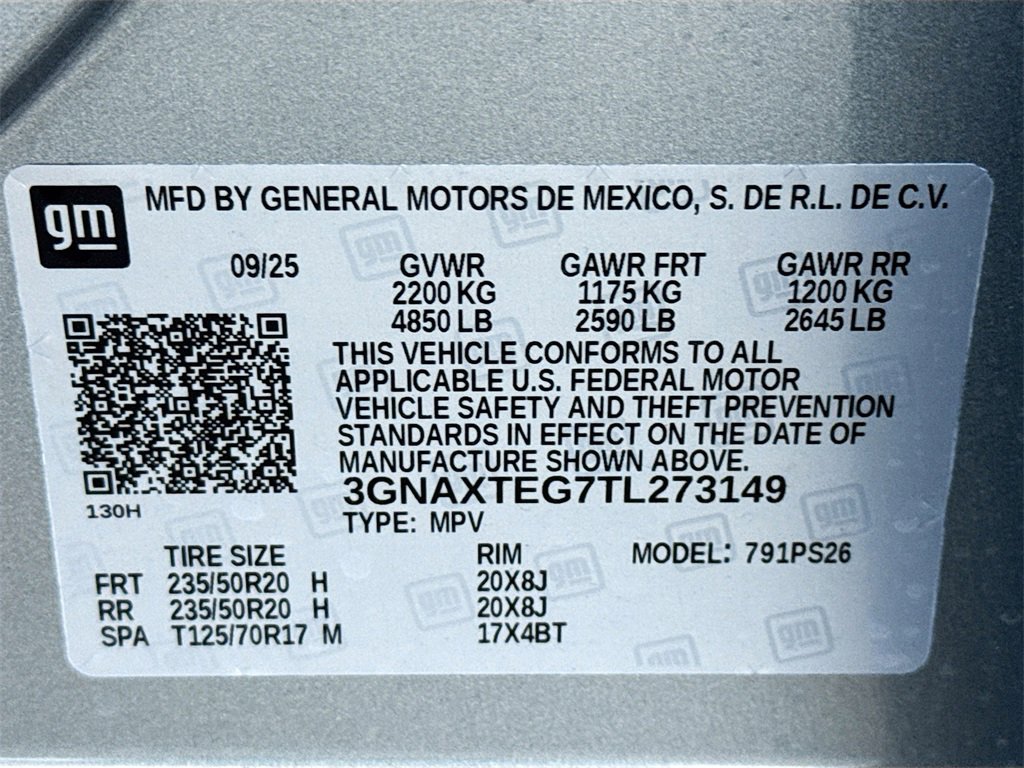 gm
MFD BY GENERAL MOTORS DE MEXICO, S. DE R.L. DE C.V.
09/25 GVWR GAWR FRT GAWR RR
2200 KG 1175 KG 1200 KG
4850 LB 2590 LB 2645 LB
THIS VEHICLE CONFORMS TO ALL
APPLICABLE U.S. FEDERAL MOTOR
VEHICLE SAFETY AND THEFT PREVENTION
STANDARDS IN EFFECT ON THE DATE OF
MANUFACTURE SHOWN ABOVE.
3GNAXTEG7TL273149
130H
TYPE: MPV
TIRE SIZE RIM MODEL: 791PS26
FRT 235/50R20 H 20X8J
RR 235/50R20 H 20X8J
SPA T125/70R17 M 17X4BT